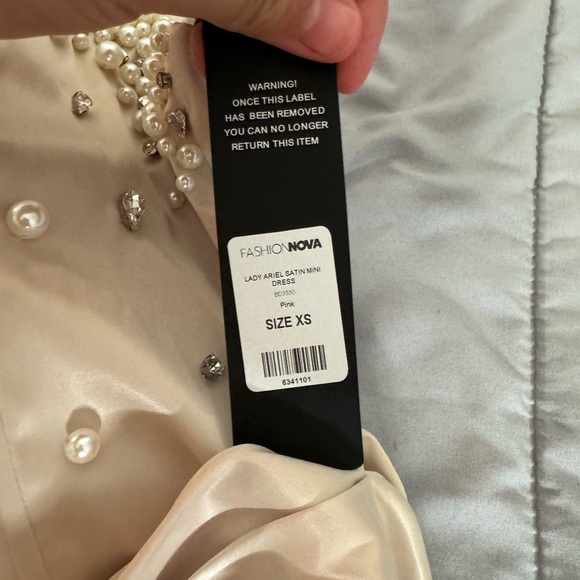 WARNING!
ONCE THIS LABEL
HAS BEEN REMOVED
YOU CAN NO LONGER
RETURN THIS ITEM
FASHIONNOVA
LADY ARIEL SATIN MINI
DRESS
Pink
SIZE XS
6341101